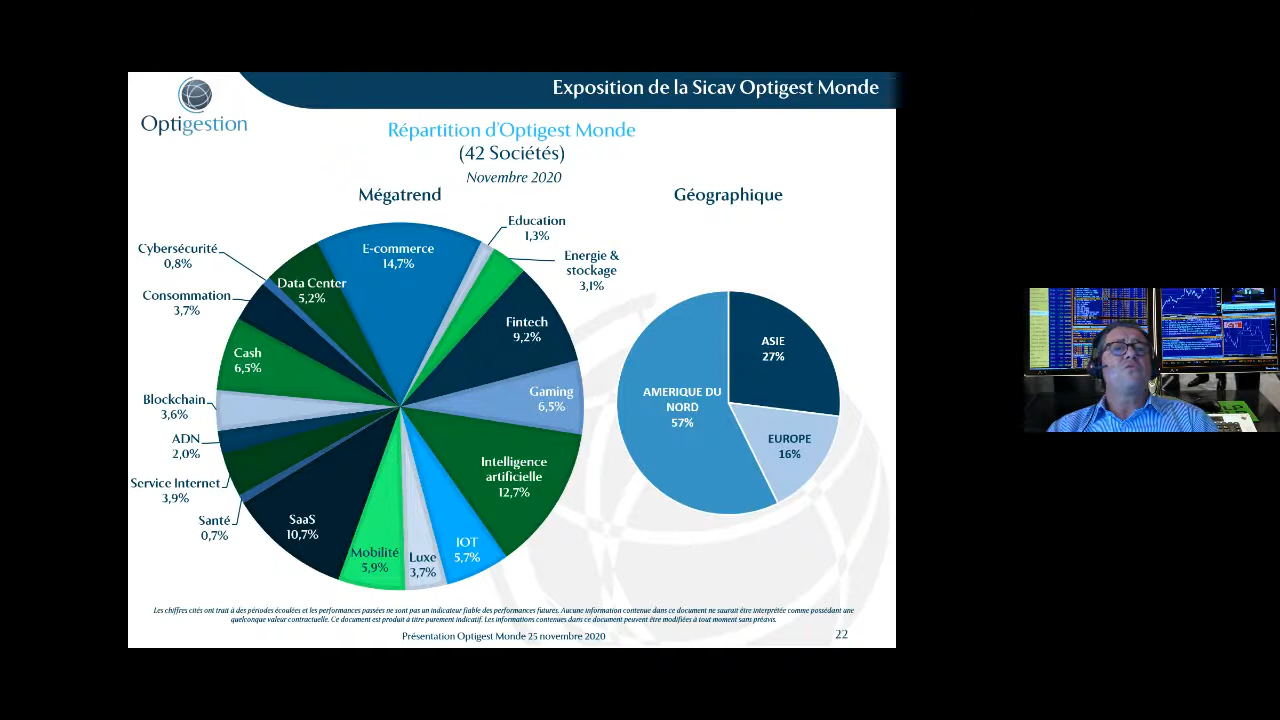 Exposition de la Sicav Optigest Monde
Optigestion
Répartition d'Optigest Monde
(42 Sociétés)
Novembre 2020
Mégatrend
Géographique
Education
1,3%
E-commerce
14,7%
Cybersécurité
0,8%
Energie &
stockage
3,1%
Data Center
5,2%
Consommation
3,7%
Fintech
9,2%
Cash
6,5%
Gaming
6,5%
Blockchain
3,6%
ADN
2,0%
Intelligence
artificielle
12,7%
Service Internet
3,9%
Santé
0,7%
SaaS
10,7%
Mobilité
5,9%
Luxe
3,7%
IOT
5,7%
ASIE
27%
AMERIQUE DU
NORD
57%
EUROPE
16%
Les chiffres cités ont trait à des périodes écoulées et les performances passées ne sont pas un indicateur fiable des performances futures. Aucune information contenue dans ce document ne saurait être interprétée comme possédant une
quelconque valeur contractuelle. Ce document est produit à titre purement indicatif. Les informations contenues dans ce document peuvent être modifiées à tout moment sans préavis.
Présentation Optigest Monde 25 novembre 2020
22